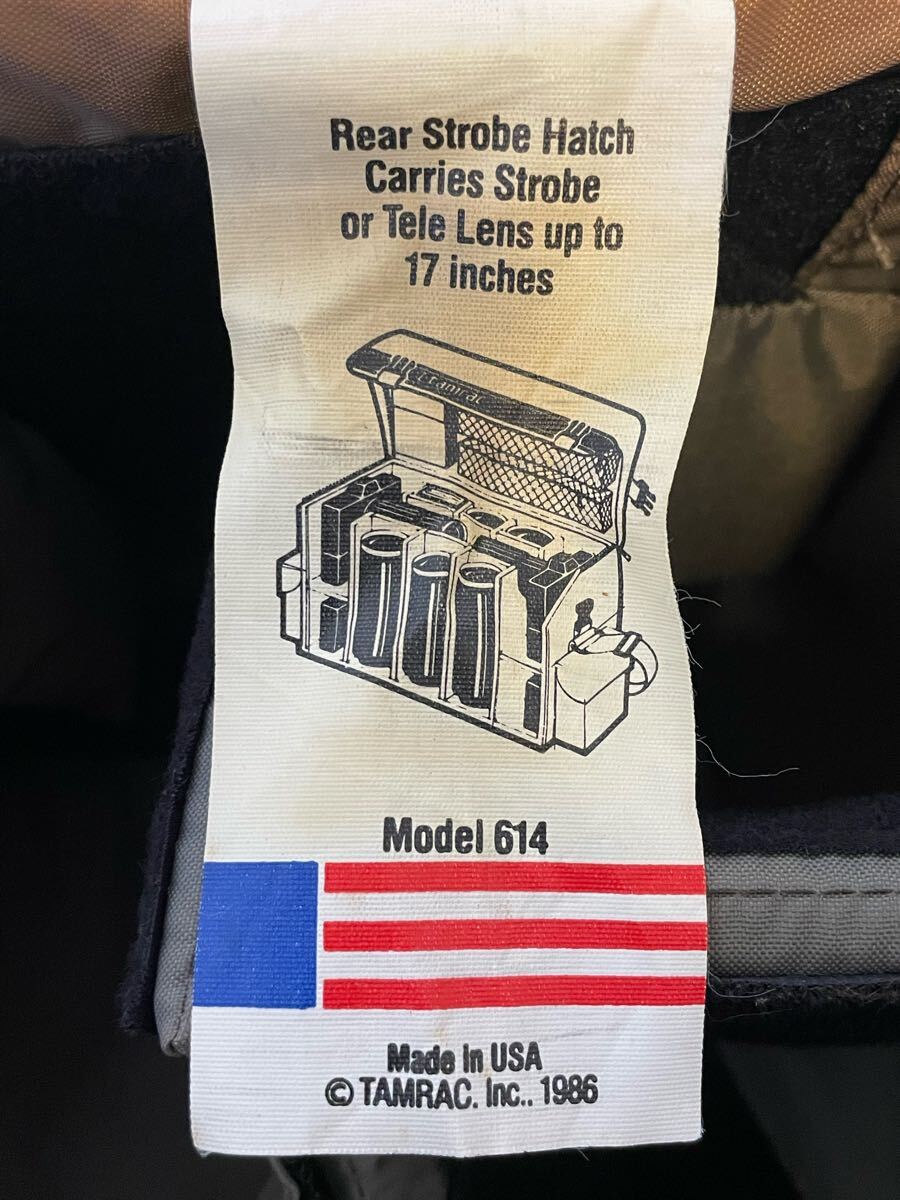 Rear Strobe Hatch
Carries Strobe
or Tele Lens up to
17 inches
tamrac
Model 614
Made in USA
© TAMRAC. Inc.. 1986